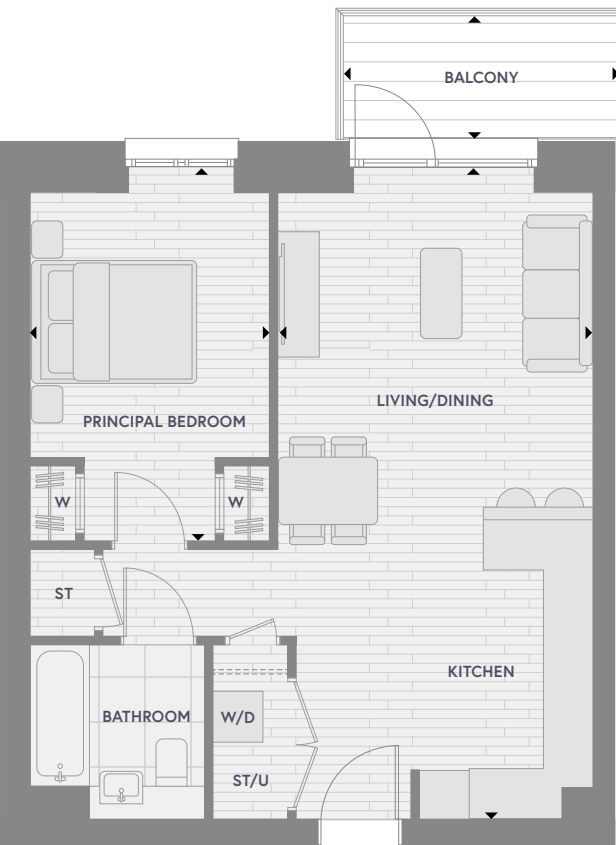 BALCONY
LIVING/DINING
PRINCIPAL BEDROOM
W
W
ST
KITCHEN
BATHROOM
W/D
ST/U